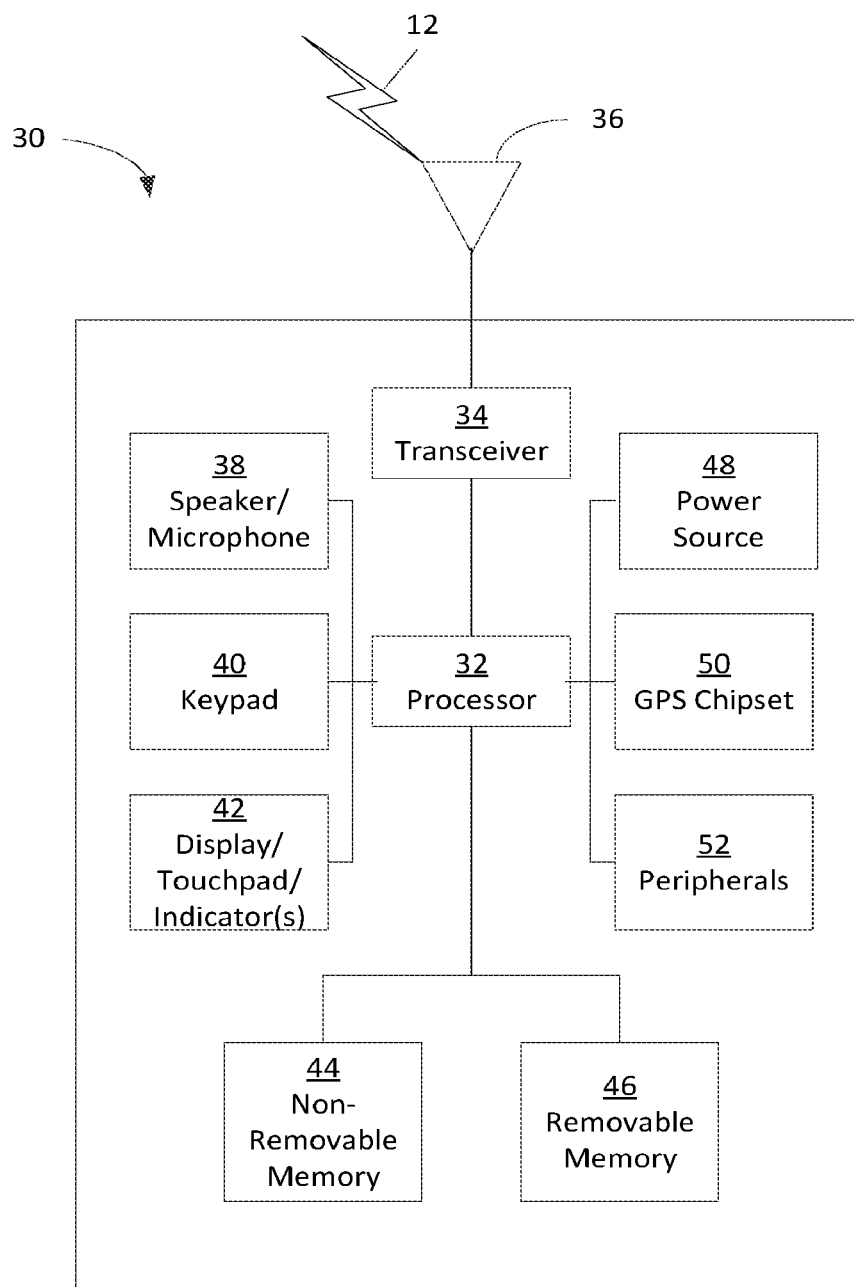 12
36
30
34
Transceiver
38
Speaker/
Microphone
48
Power
Source
40
Keypad
32
Processor
50
GPS Chipset
42
Display/
Touchpad/
Indicator(s)
52
Peripherals
44
Non-
Removable
Memory
46
Removable
Memory